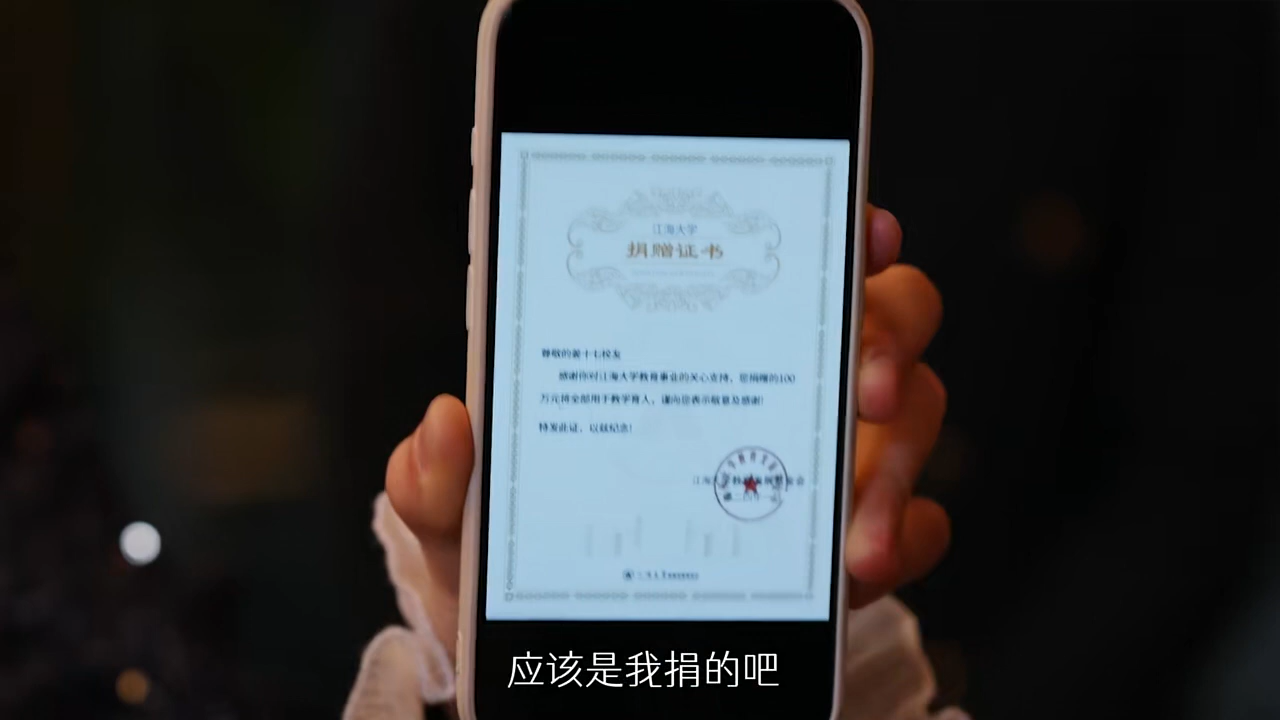 江海大学
捐赠证书
尊敬的姜十七校友
感谢你对江海大学教育事业的关心支持，您捐赠的100
万元将全部用于教学育人，谨向您表示敬意及感谢！
特发此证，以兹纪念！
应该是我捐的吧